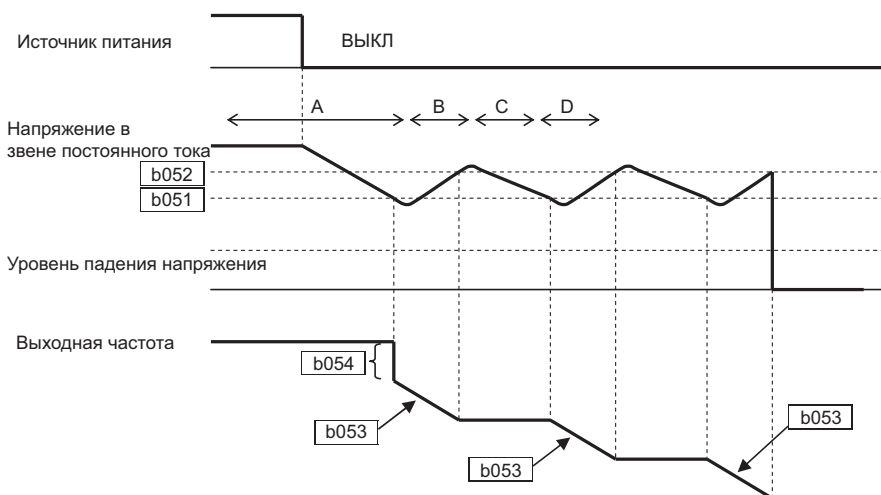 Источник питания
ВЫКЛ
A
B
C
D
Напряжение в
звене постоянного тока
b052
b051
Уровень падения напряжения
Выходная частота
b054
b053
b053
b053